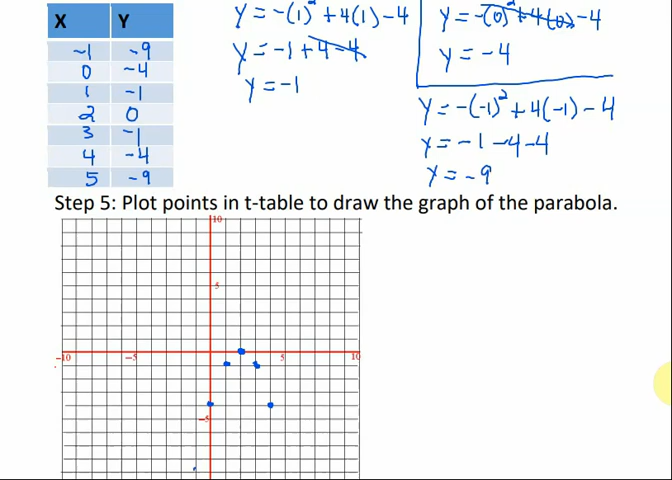 X Y
-1 -9
0 -4
1 -1
2 0
3 -1
4 -4
5 -9
y = -(1)² + 4(1) - 4
y = -1 + 4 - 4
y = -1
y = -(0)² + 4(0) - 4
y = -4
y = -(-1)² + 4(-1) - 4
y = -1 - 4 - 4
y = -9
Step 5: Plot points in t-table to draw the graph of the parabola.
10
5
-10 -5 5 10
-5